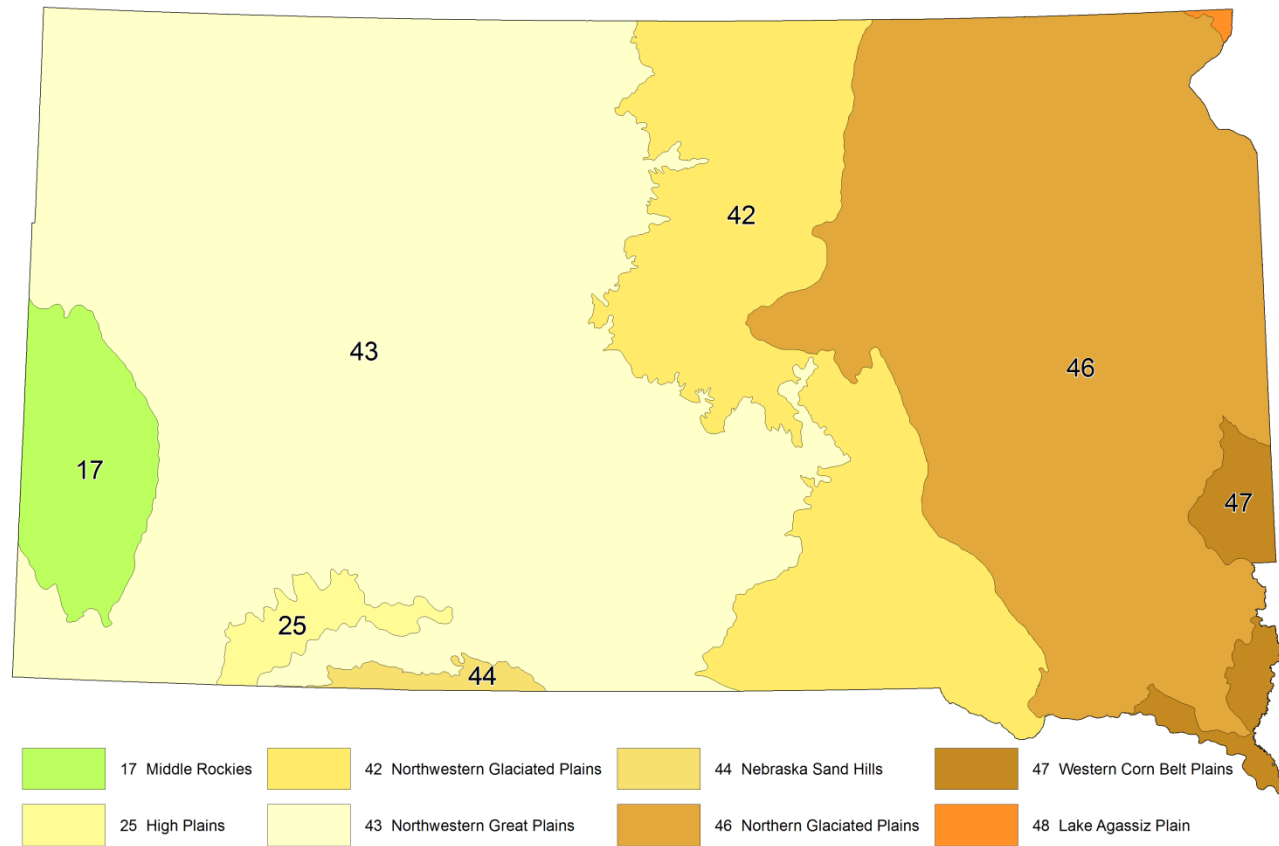 42
43
46
17
47
25
44
17 Middle Rockies
42 Northwestern Glaciated Plains
44 Nebraska Sand Hills
47 Western Corn Belt Plains
25 High Plains
43 Northwestern Great Plains
46 Northern Glaciated Plains
48 Lake Agassiz Plain